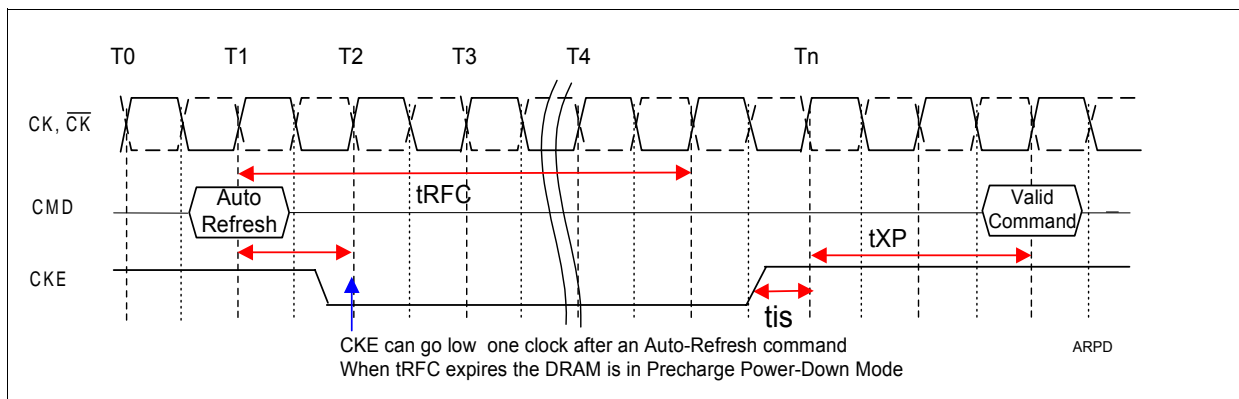 T0 T1 T2 T3 T4 Tn
CK, C̅K̅
Auto
Refresh
tRFC
Valid
Command
CMD
tXP
CKE
tis
CKE can go low one clock after an Auto-Refresh command
When tRFC expires the DRAM is in Precharge Power-Down Mode
ARPD